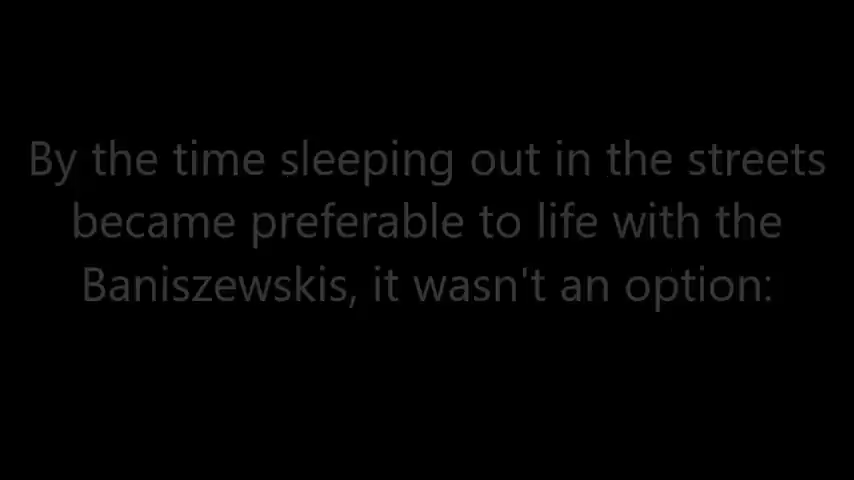 By the time sleeping out in the streets
became preferable to life with the
Baniszewskis, it wasn't an option: